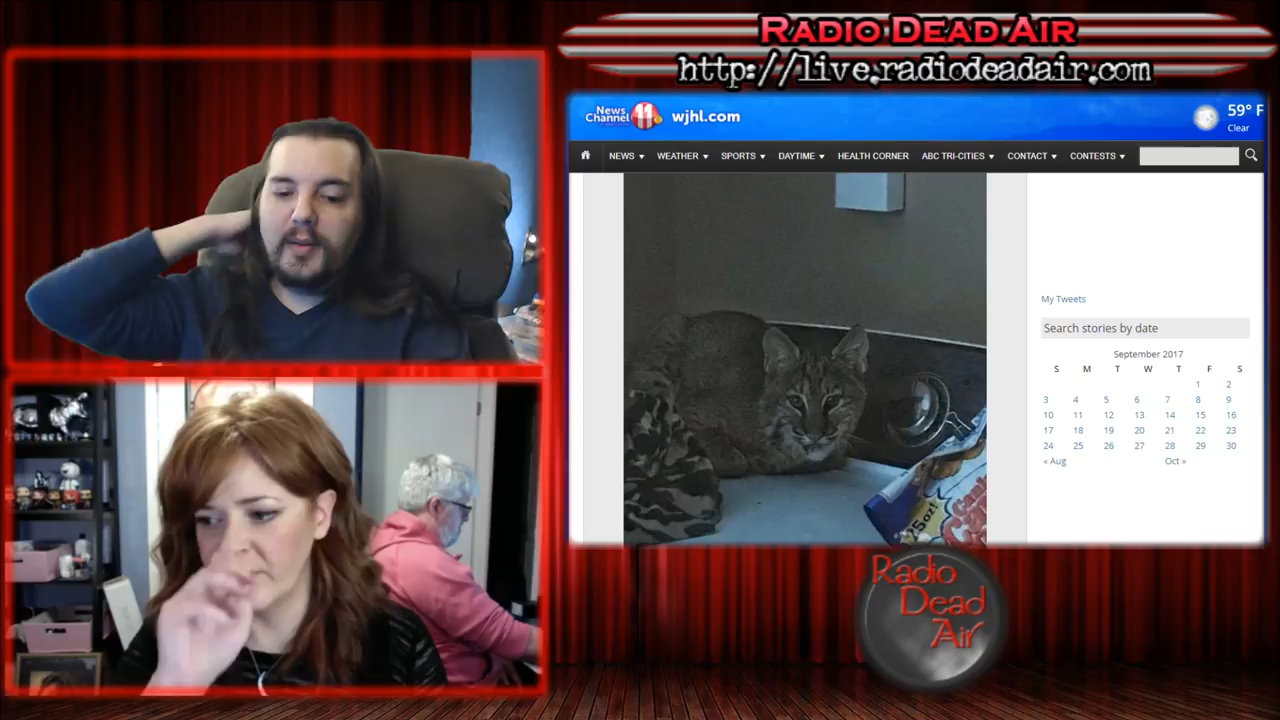 RADIO DEAD AIR
http://live.radiodeadair.com
News
Channel 11 wjhl.com
59° F
Clear
NEWS WEATHER SPORTS DAYTIME HEALTH CORNER ABC TRI-CITIES CONTACT CONTESTS
My Tweets
Search stories by date
September 2017
S M T W T F S
1 2
3 4 5 6 7 8 9
10 11 12 13 14 15 16
17 18 19 20 21 22 23
24 25 26 27 28 29 30
« Aug Oct »
Radio
Dead
Air